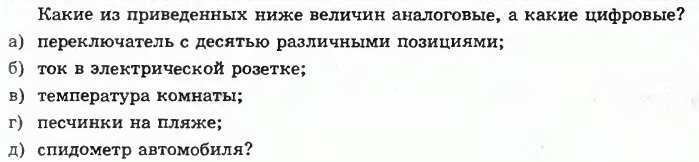 Какие из приведенных ниже величин аналоговые, а какие цифровые?
а) переключатель с десятью различными позициями;
б) ток в электрической розетке;
в) температура комнаты;
г) песчинки на пляже;
д) спидометр автомобиля?